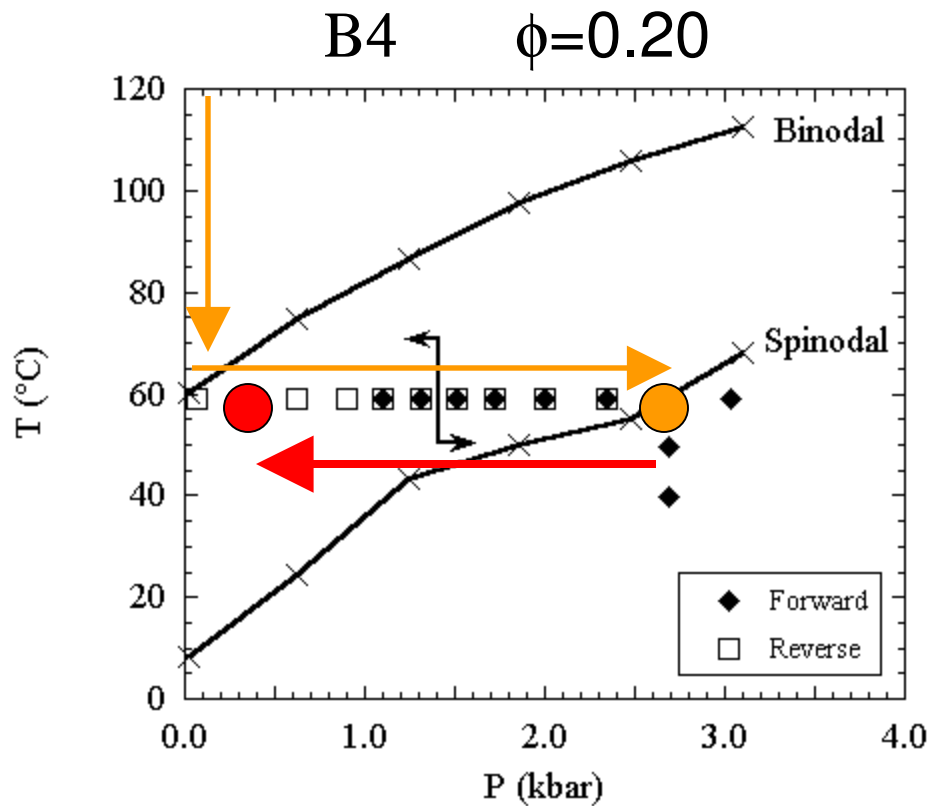 B4 ϕ=0.20
120
Binodal
100
80
Spinodal
60
T (°C)
40
20
Forward
Reverse
0
0.0 1.0 2.0 3.0 4.0
P (kbar)